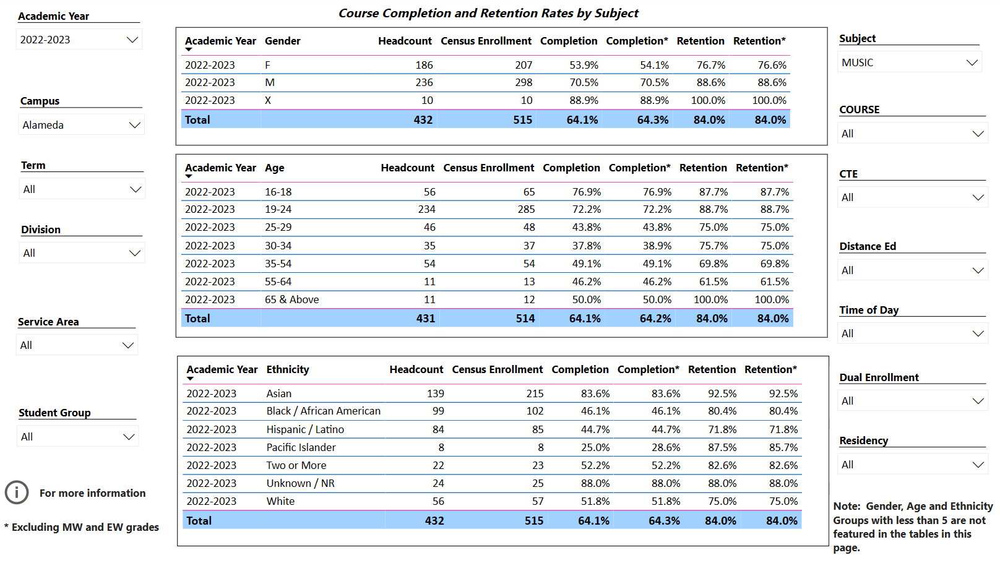 Course Completion and Retention Rates by Subject
Academic Year
2022-2023
Campus
Alameda
Term
All
Division
All
Service Area
All
Student Group
All
For more information
* Excluding MW and EW grades
Academic Year Gender Headcount Census Enrollment Completion Completion* Retention Retention*
2022-2023 F 186 207 53.9% 54.1% 76.7% 76.6%
2022-2023 M 236 298 70.5% 70.5% 88.6% 88.6%
2022-2023 X 10 10 88.9% 88.9% 100.0% 100.0%
Total 432 515 64.1% 64.3% 84.0% 84.0%
Academic Year Age Headcount Census Enrollment Completion Completion* Retention Retention*
2022-2023 16-18 56 65 76.9% 76.9% 87.7% 87.7%
2022-2023 19-24 234 285 72.2% 72.2% 88.7% 88.7%
2022-2023 25-29 46 48 43.8% 43.8% 75.0% 75.0%
2022-2023 30-34 35 37 37.8% 38.9% 75.7% 75.0%
2022-2023 35-54 54 54 49.1% 49.1% 69.8% 69.8%
2022-2023 55-64 11 13 46.2% 46.2% 61.5% 61.5%
2022-2023 65 & Above 11 12 50.0% 50.0% 100.0% 100.0%
Total 431 514 64.1% 64.2% 84.0% 84.0%
Academic Year Ethnicity Headcount Census Enrollment Completion Completion* Retention Retention*
2022-2023 Asian 139 215 83.6% 83.6% 92.5% 92.5%
2022-2023 Black / African American 99 102 46.1% 46.1% 80.4% 80.4%
2022-2023 Hispanic / Latino 84 85 44.7% 44.7% 71.8% 71.8%
2022-2023 Pacific Islander 8 8 25.0% 28.6% 87.5% 85.7%
2022-2023 Two or More 22 23 52.2% 52.2% 82.6% 82.6%
2022-2023 Unknown / NR 24 25 88.0% 88.0% 88.0% 88.0%
2022-2023 White 56 57 51.8% 51.8% 75.0% 75.0%
Total 432 515 64.1% 64.3% 84.0% 84.0%
Subject
MUSIC
COURSE
All
CTE
All
Distance Ed
All
Time of Day
All
Dual Enrollment
All
Residency
All
Note: Gender, Age and Ethnicity
Groups with less than 5 are not
featured in the tables in this
page.